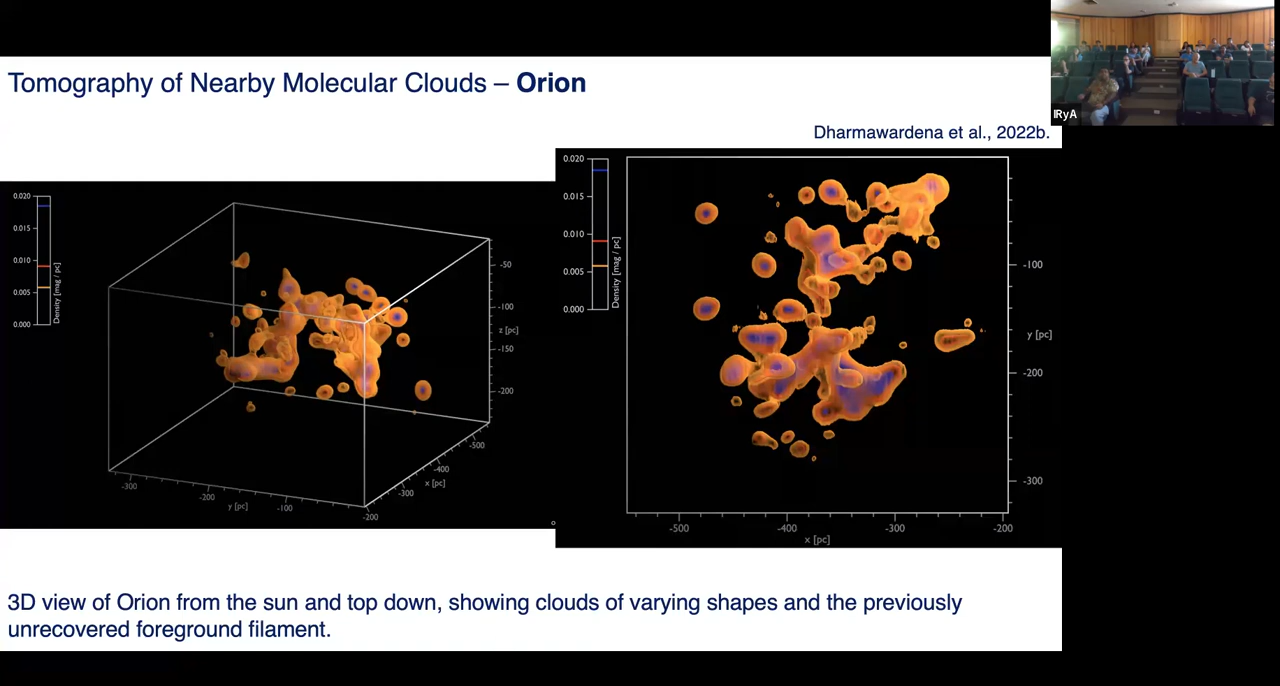 Tomography of Nearby Molecular Clouds – Orion
IRyA
Dharmawardena et al., 2022b.
0.020
0.015
0.010
0.005
0.000
Density [mag / pc]
-50
-100
z [pc]
-150
-200
-500
-400
x [pc]
-300
-200
-300
-200
y [pc]
-100
0.020
0.015
0.010
0.005
0.000
Density [mag / pc]
-100
y [pc]
-200
-300
-500
-400
-300
-200
x [pc]
3D view of Orion from the sun and top down, showing clouds of varying shapes and the previously
unrecovered foreground filament.